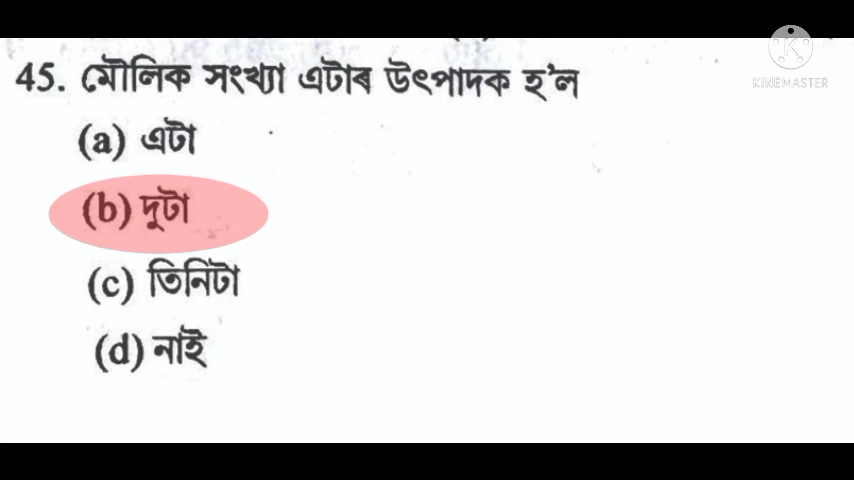 KINEMASTER
45. মৌলিক সংখ্যা এটাৰ উৎপাদক হ'ল
(a) এটা
(b) দুটা
(c) তিনিটা
(d) নাই